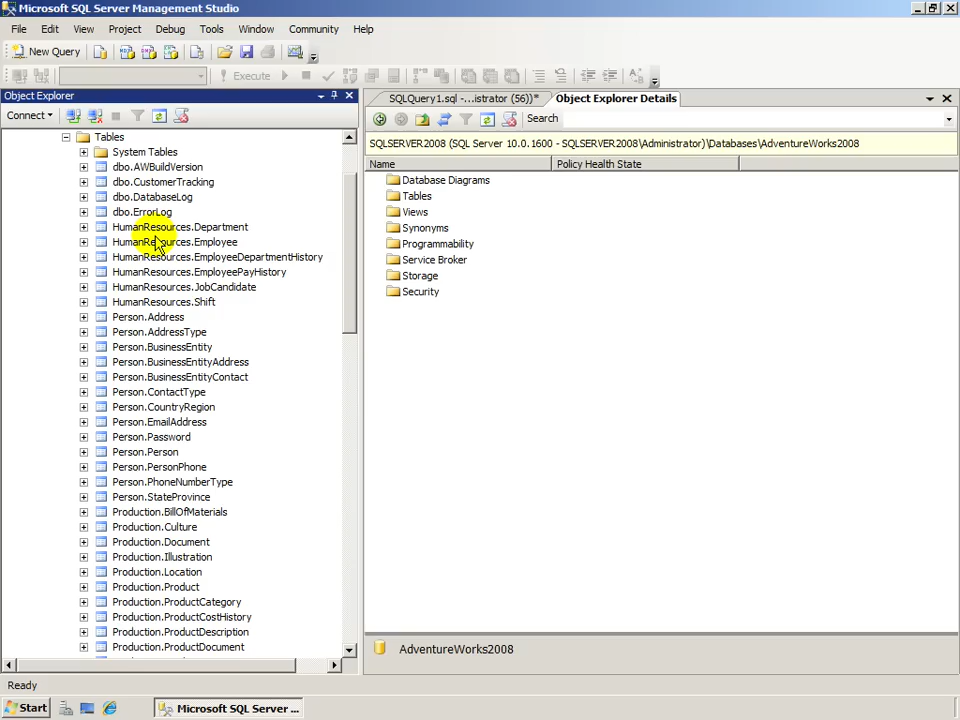 Microsoft SQL Server Management Studio
File Edit View Project Debug Tools Window Community Help
New Query
Execute
Object Explorer
Connect
Tables
System Tables
dbo.AWBuildVersion
dbo.CustomerTracking
dbo.DatabaseLog
dbo.ErrorLog
HumanResources.Department
HumanResources.Employee
HumanResources.EmployeeDepartmentHistory
HumanResources.EmployeePayHistory
HumanResources.JobCandidate
HumanResources.Shift
Person.Address
Person.AddressType
Person.BusinessEntity
Person.BusinessEntityAddress
Person.BusinessEntityContact
Person.ContactType
Person.CountryRegion
Person.EmailAddress
Person.Password
Person.Person
Person.PersonPhone
Person.PhoneNumberType
Person.StateProvince
Production.BillOfMaterials
Production.Culture
Production.Document
Production.Illustration
Production.Location
Production.Product
Production.ProductCategory
Production.ProductCostHistory
Production.ProductDescription
Production.ProductDocument
SQLQuery1.sql -...istrator (56))* Object Explorer Details
Search
SQLSERVER2008 (SQL Server 10.0.1600 - SQLSERVER2008\Administrator)\Databases\AdventureWorks2008
Name Policy Health State
Database Diagrams
Tables
Views
Synonyms
Programmability
Service Broker
Storage
Security
AdventureWorks2008
Ready
Start Microsoft SQL Server ...